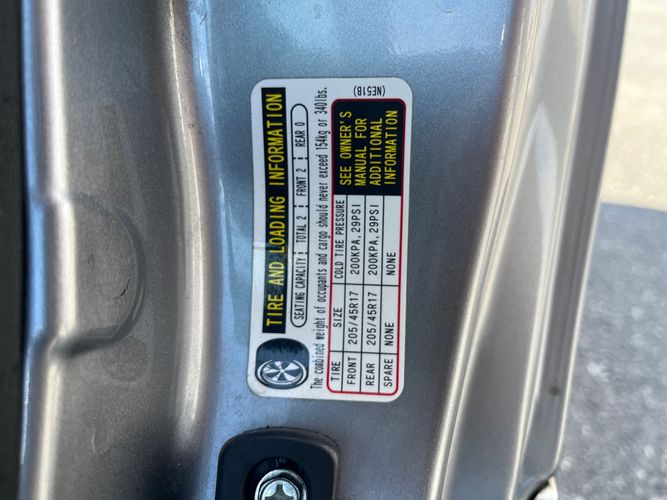 TIRE AND LOADING INFORMATION
SEATING CAPACITY: TOTAL 2 : FRONT 2 : REAR 0
The combined weight of occupants and cargo should never exceed 154kg or 340lbs.
TIRE SIZE COLD TIRE PRESSURE
FRONT 205/45R17 200KPA, 29PSI
REAR 205/45R17 200KPA, 29PSI
SPARE NONE NONE
SEE OWNER'S
MANUAL FOR
ADDITIONAL
INFORMATION
(NE51B)